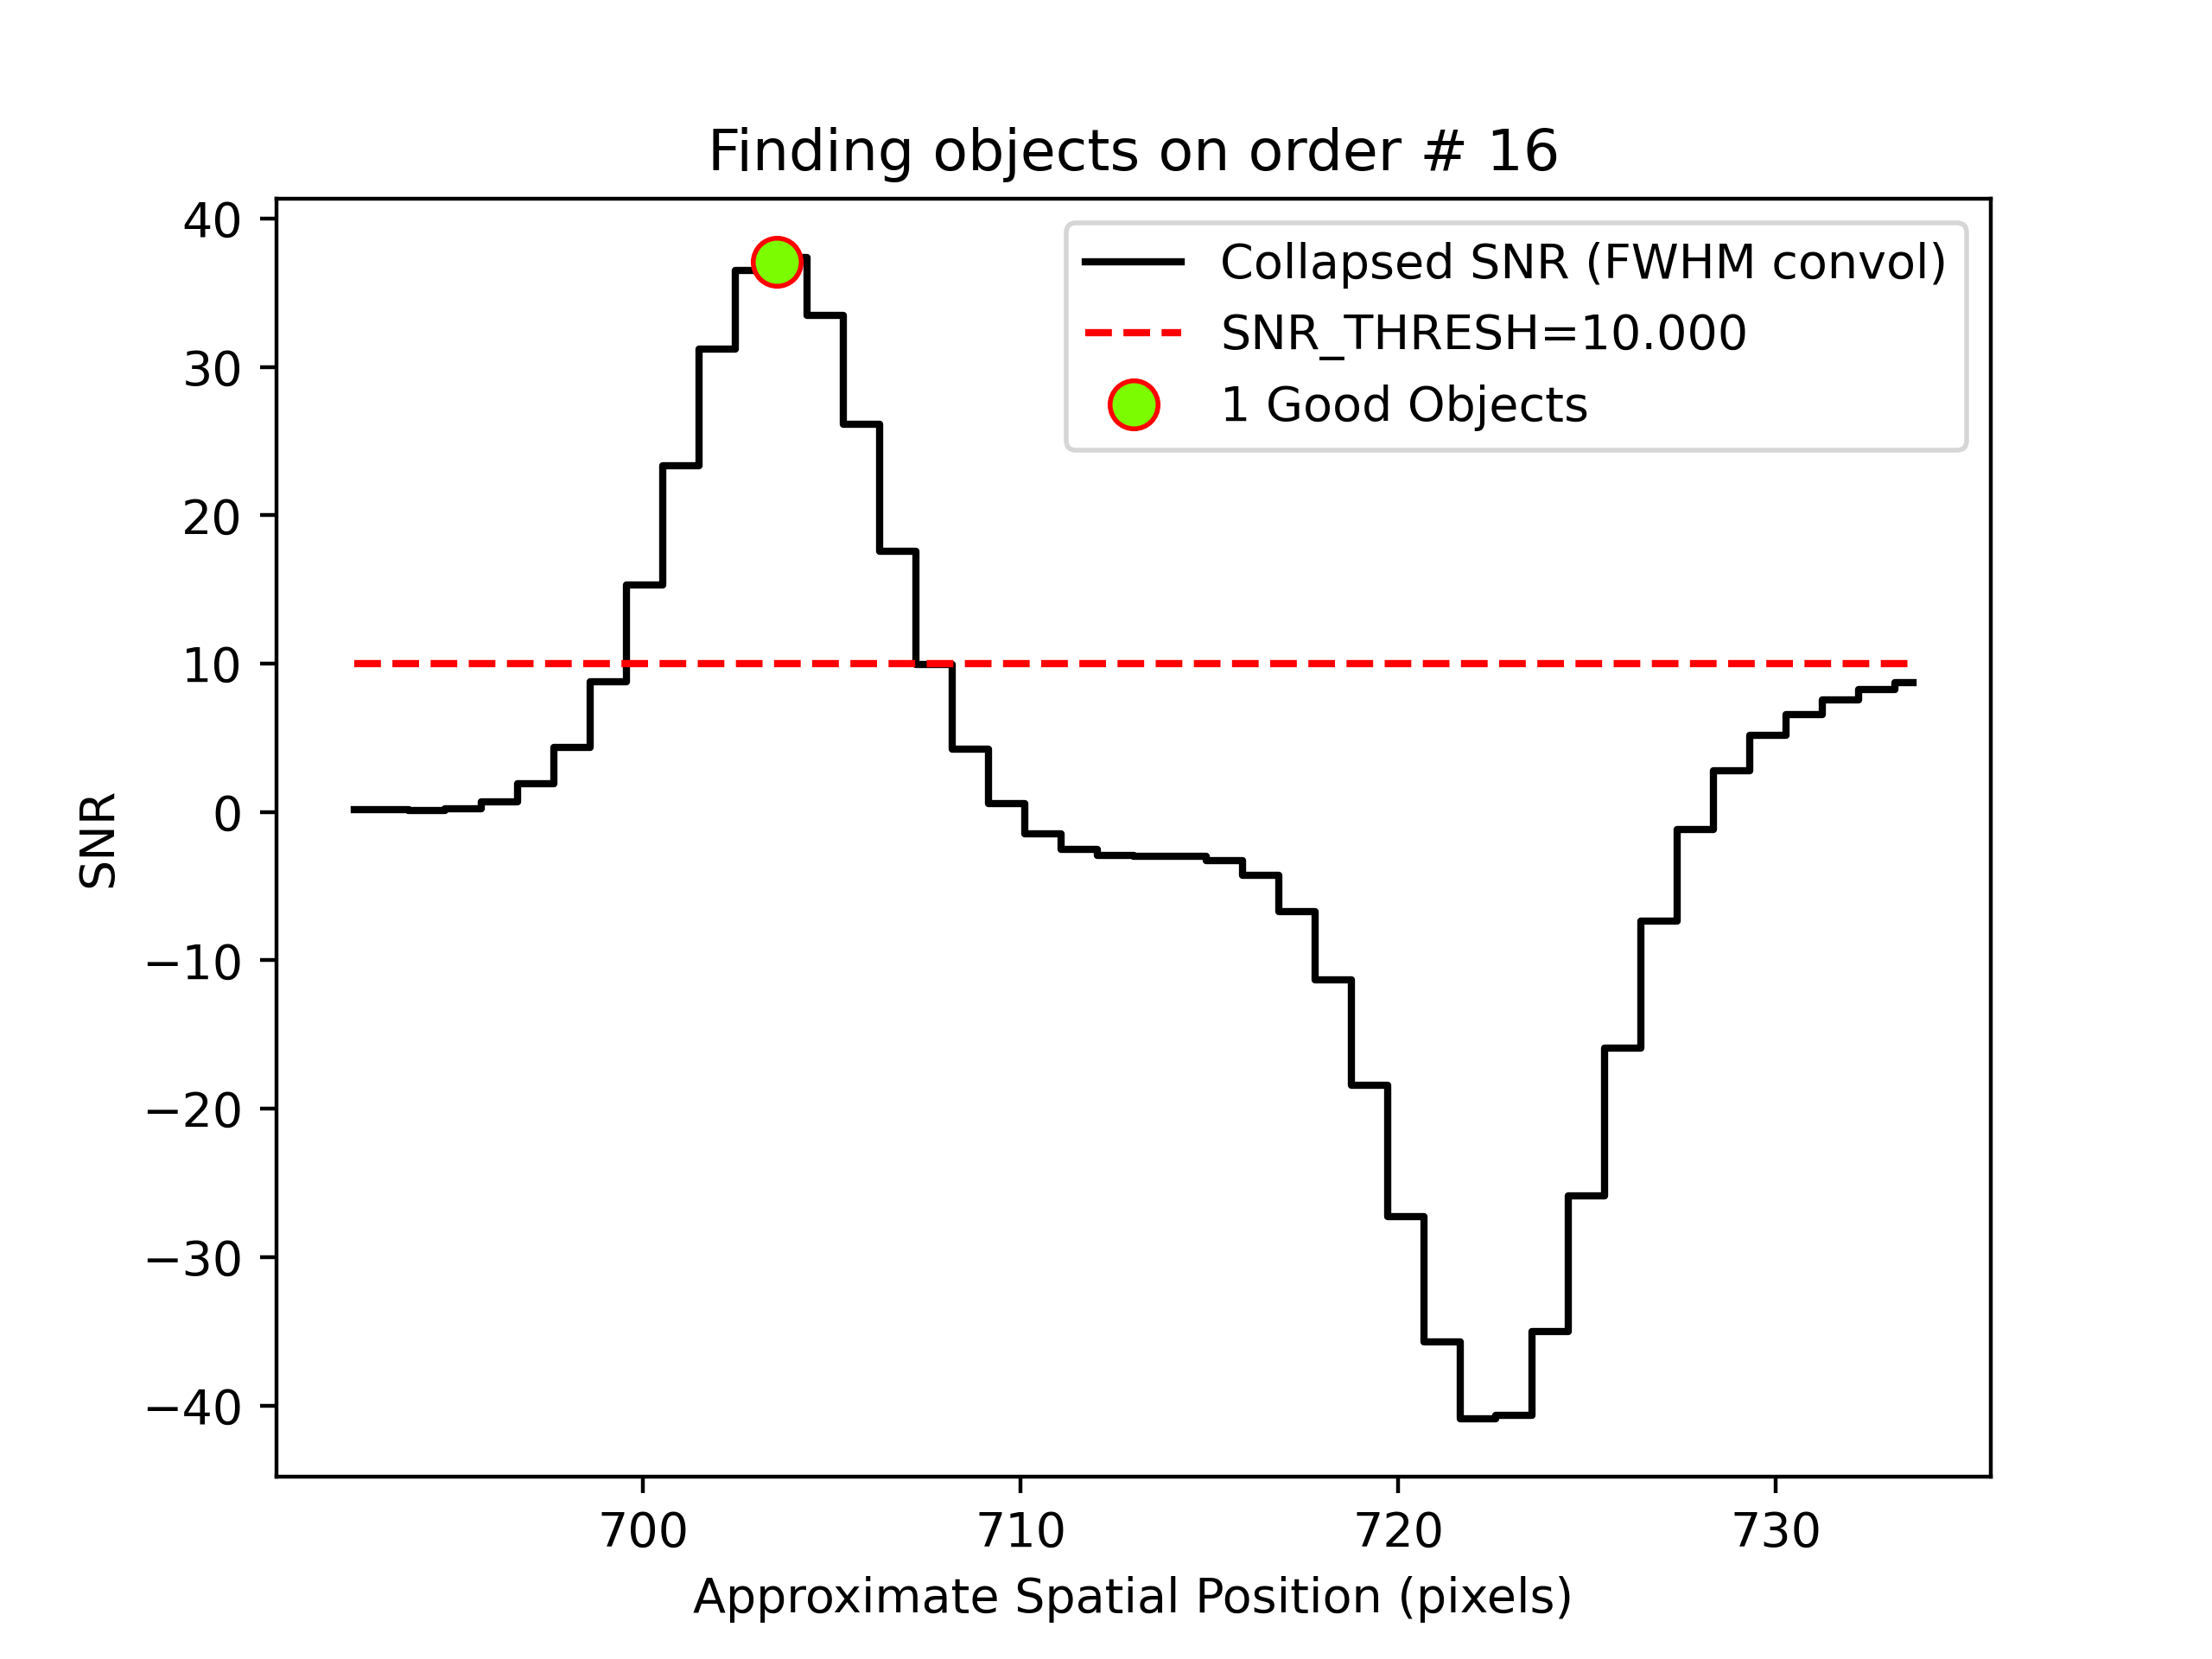 Finding objects on order # 16
40
30
20
10
0
−10
−20
−30
−40
SNR
Collapsed SNR (FWHM convol)
SNR_THRESH=10.000
1 Good Objects
700 710 720 730
Approximate Spatial Position (pixels)